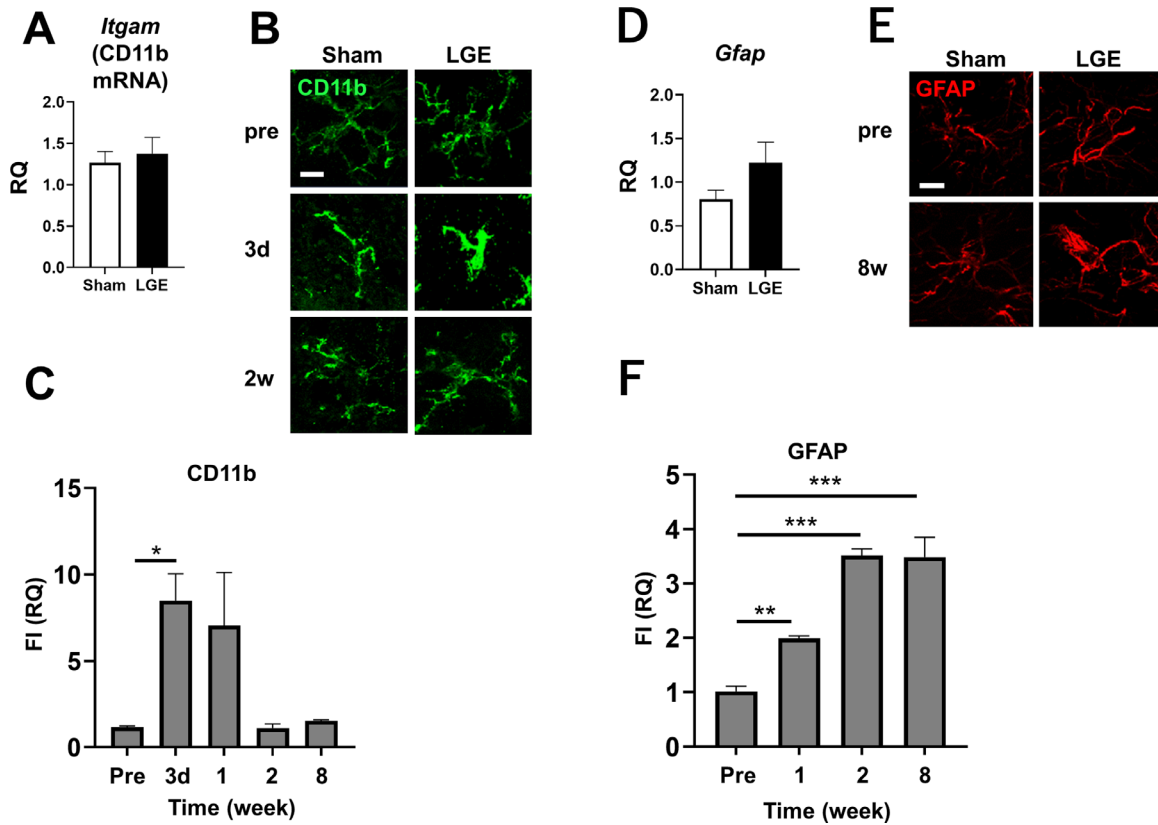 A
Itgam
(CD11b
mRNA)
2.0
1.5
1.0
0.5
0.0
RQ
Sham LGE
B
Sham LGE
CD11b
pre
3d
2w
C
CD11b
15
10
5
0
FI (RQ)
*
Pre 3d 1 2 8
Time (week)
D
Gfap
2.0
1.5
1.0
0.5
0.0
RQ
Sham LGE
E
Sham LGE
GFAP
pre
8w
F
GFAP
5
4
3
2
1
0
FI (RQ)
***
***
**
Pre 1 2 8
Time (week)